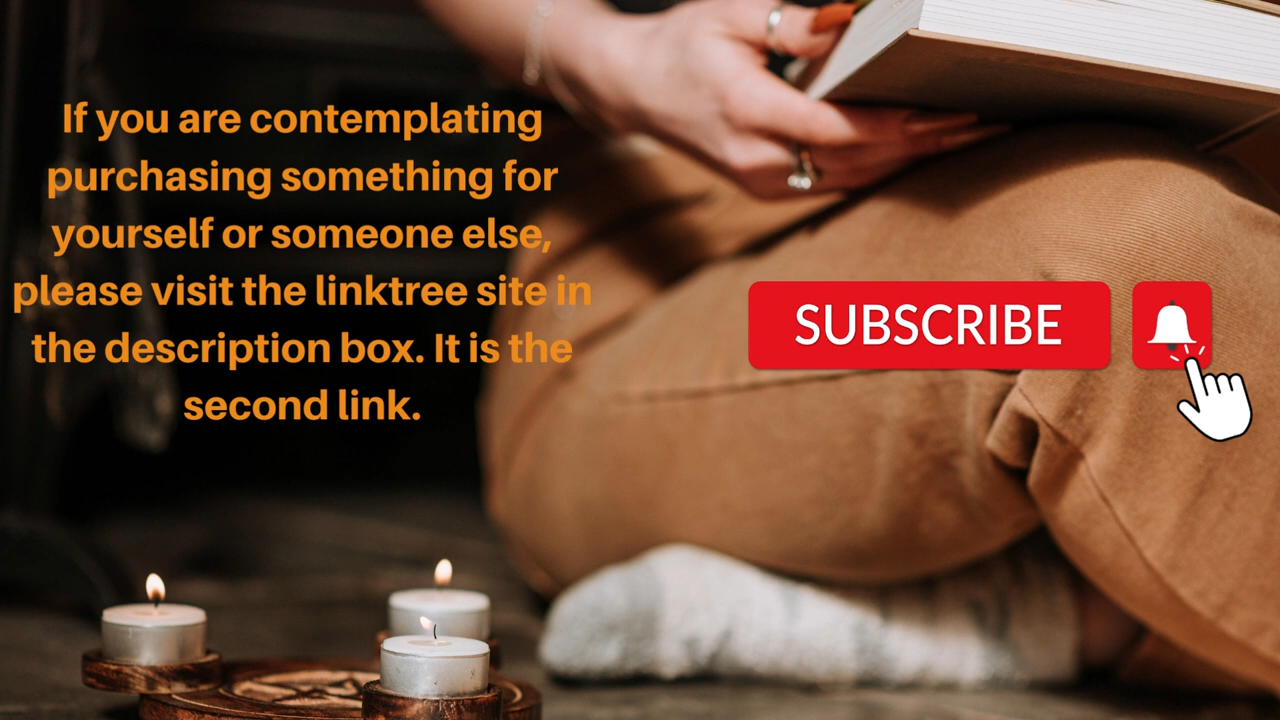 If you are contemplating
purchasing something for
yourself or someone else,
please visit the linktree site in
the description box. It is the
second link.
SUBSCRIBE